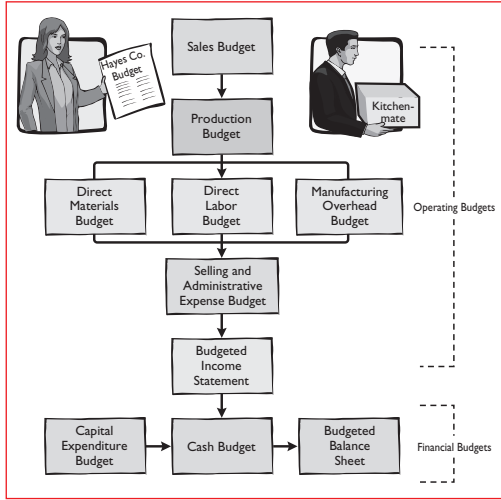 Hayes Co.
Budget
Sales Budget
Kitchen-
mate
Production
Budget
Direct
Materials
Budget
Direct
Labor
Budget
Manufacturing
Overhead
Budget
Operating Budgets
Selling and
Administrative
Expense Budget
Budgeted
Income
Statement
Capital
Expenditure
Budget
Cash Budget
Budgeted
Balance
Sheet
Financial Budgets